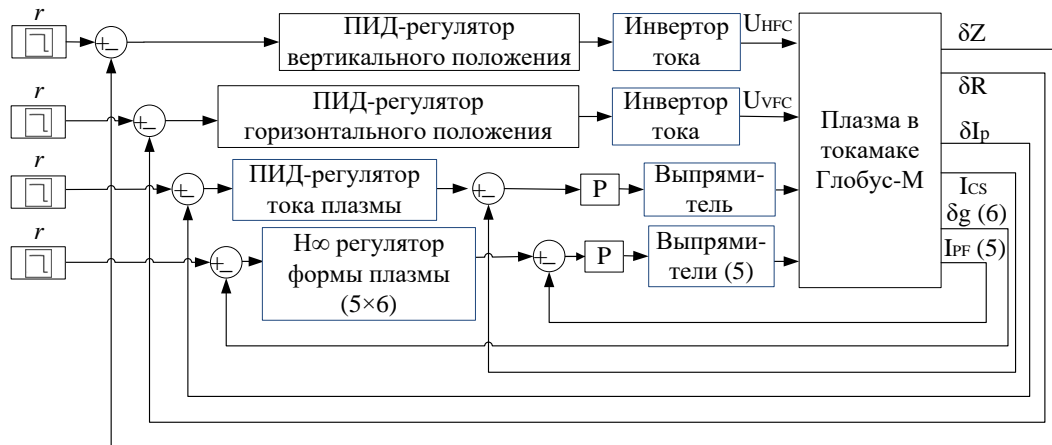 r
ПИД-регулятор
вертикального положения
Инвертор
тока
UHFC
δZ
r
ПИД-регулятор
горизонтального положения
Инвертор
тока
UVFC
δR
Плазма в
токамаке
Глобус-М
δIp
r
ПИД-регулятор
тока плазмы
P
Выпрями-
тель
ICS
δg (6)
r
H∞ регулятор
формы плазмы
(5×6)
P
Выпрями-
тели (5)
IPF (5)